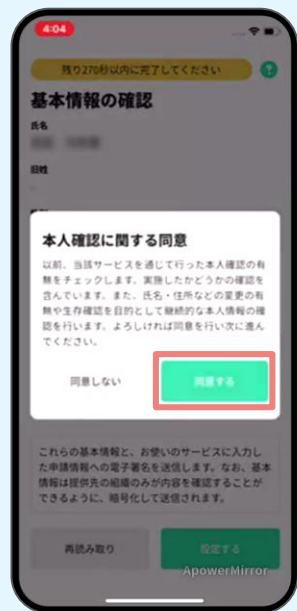 4:04
残り270秒以内に完了してください
?
基本情報の確認
氏名
旧姓
本人確認に関する同意
以前、当該サービスを通じて行った本人確認の有
無をチェックします。実施したかどうかの確認を
含んでいます。また、氏名・住所などの変更の有
無や生存確認を目的として継続的な本人情報の確
認を行います。よろしければ同意を行い次に進ん
でください。
同意しない
同意する
これらの基本情報と、お使いのサービスに入力し
た申請情報への電子署名を送信します。なお、基本
情報は提供先の組織のみが内容を確認することが
できるように、暗号化して送信されます。
再読み取り
設定する
ApowerMirror